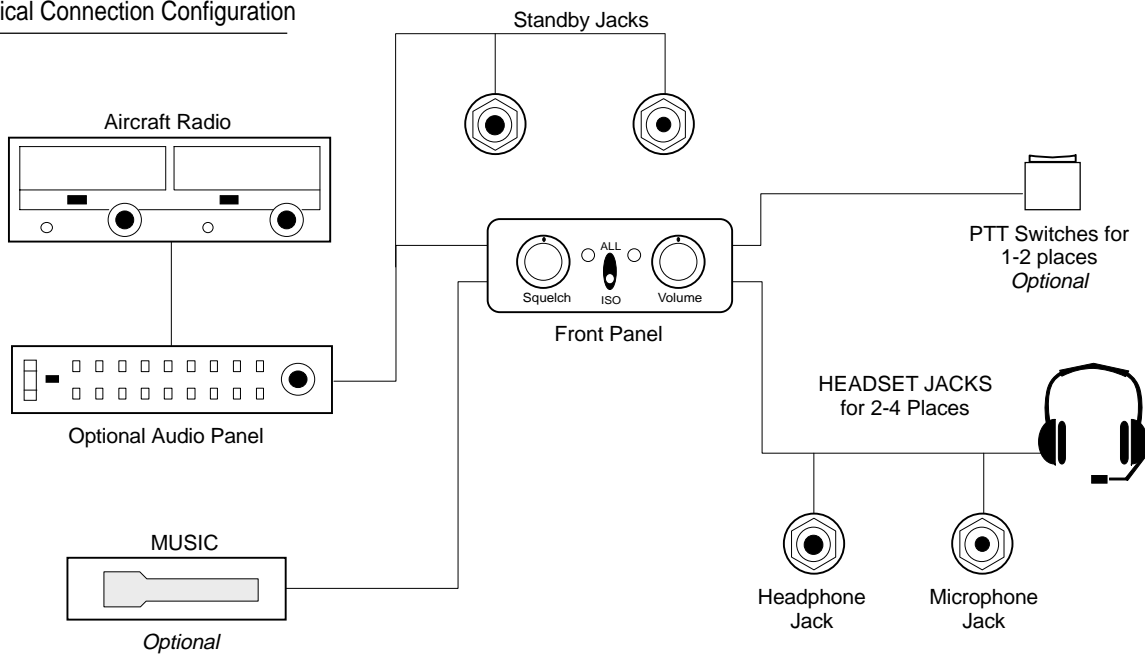 Connection Configuration
Standby Jacks
Aircraft Radio
PTT Switches for
1-2 places
Optional
ALL
Squelch
ISO
Volume
Front Panel
HEADSET JACKS
for 2-4 Places
Optional Audio Panel
MUSIC
Optional
Headphone
Jack
Microphone
Jack